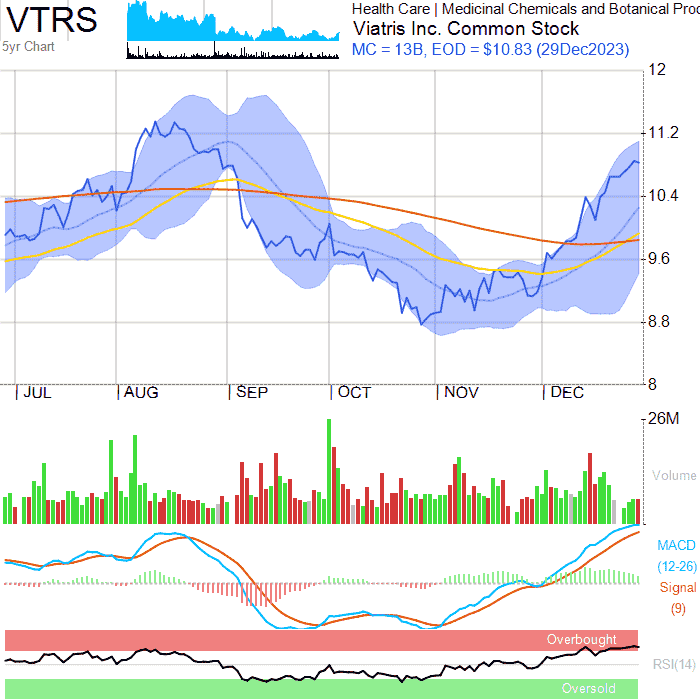 VTRS
5yr Chart
Health Care | Medicinal Chemicals and Botanical Pro
Viatris Inc. Common Stock
MC = 13B, EOD = $10.83 (29Dec2023)
12
11.2
10.4
9.6
8.8
8
| JUL | AUG | SEP | OCT | NOV | DEC
26M
Volume
MACD
(12-26)
Signal
(9)
Overbought
RSI(14)
Oversold